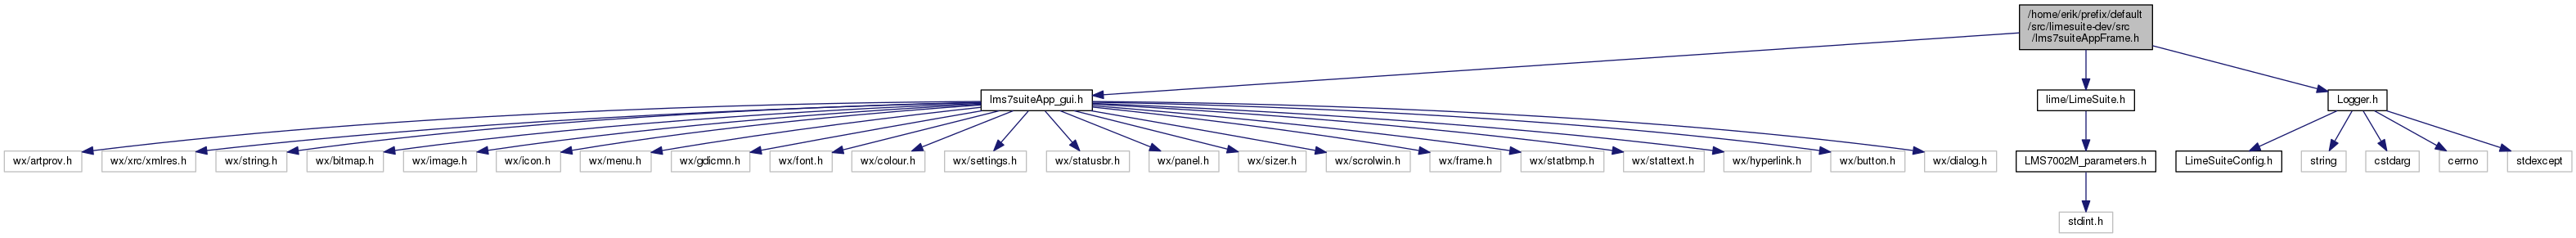 /home/erik/prefix/default
/src/limesuite-dev/src
/lms7suiteAppFrame.h
lms7suiteApp_gui.h
lime/LimeSuite.h
Logger.h
wx/artprov.h
wx/xrc/xmlres.h
wx/string.h
wx/bitmap.h
wx/image.h
wx/icon.h
wx/menu.h
wx/gdicmn.h
wx/font.h
wx/colour.h
wx/settings.h
wx/statusbr.h
wx/panel.h
wx/sizer.h
wx/scrolwin.h
wx/frame.h
wx/statbmp.h
wx/stattext.h
wx/hyperlink.h
wx/button.h
wx/dialog.h
LMS7002M_parameters.h
LimeSuiteConfig.h
string
cstdarg
cerrno
stdexcept
stdint.h